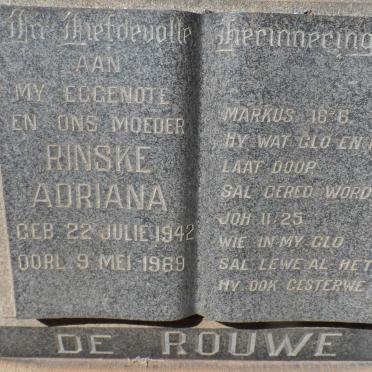 In Liefdevolle Herinnering
AAN
MY EGGENOTE
EN ONS MOEDER
RINSKE
ADRIANA
GEB 22 JULIE 1942
OORL 9 MEI 1989
MARKUS 16:6
HY WAT GLO EN
LAAT DOOP
SAL GERED WORD
JOH 11:25
WIE IN MY GLO
SAL LEWE AL HET
HY OOK GESTERWE
DE ROUWE